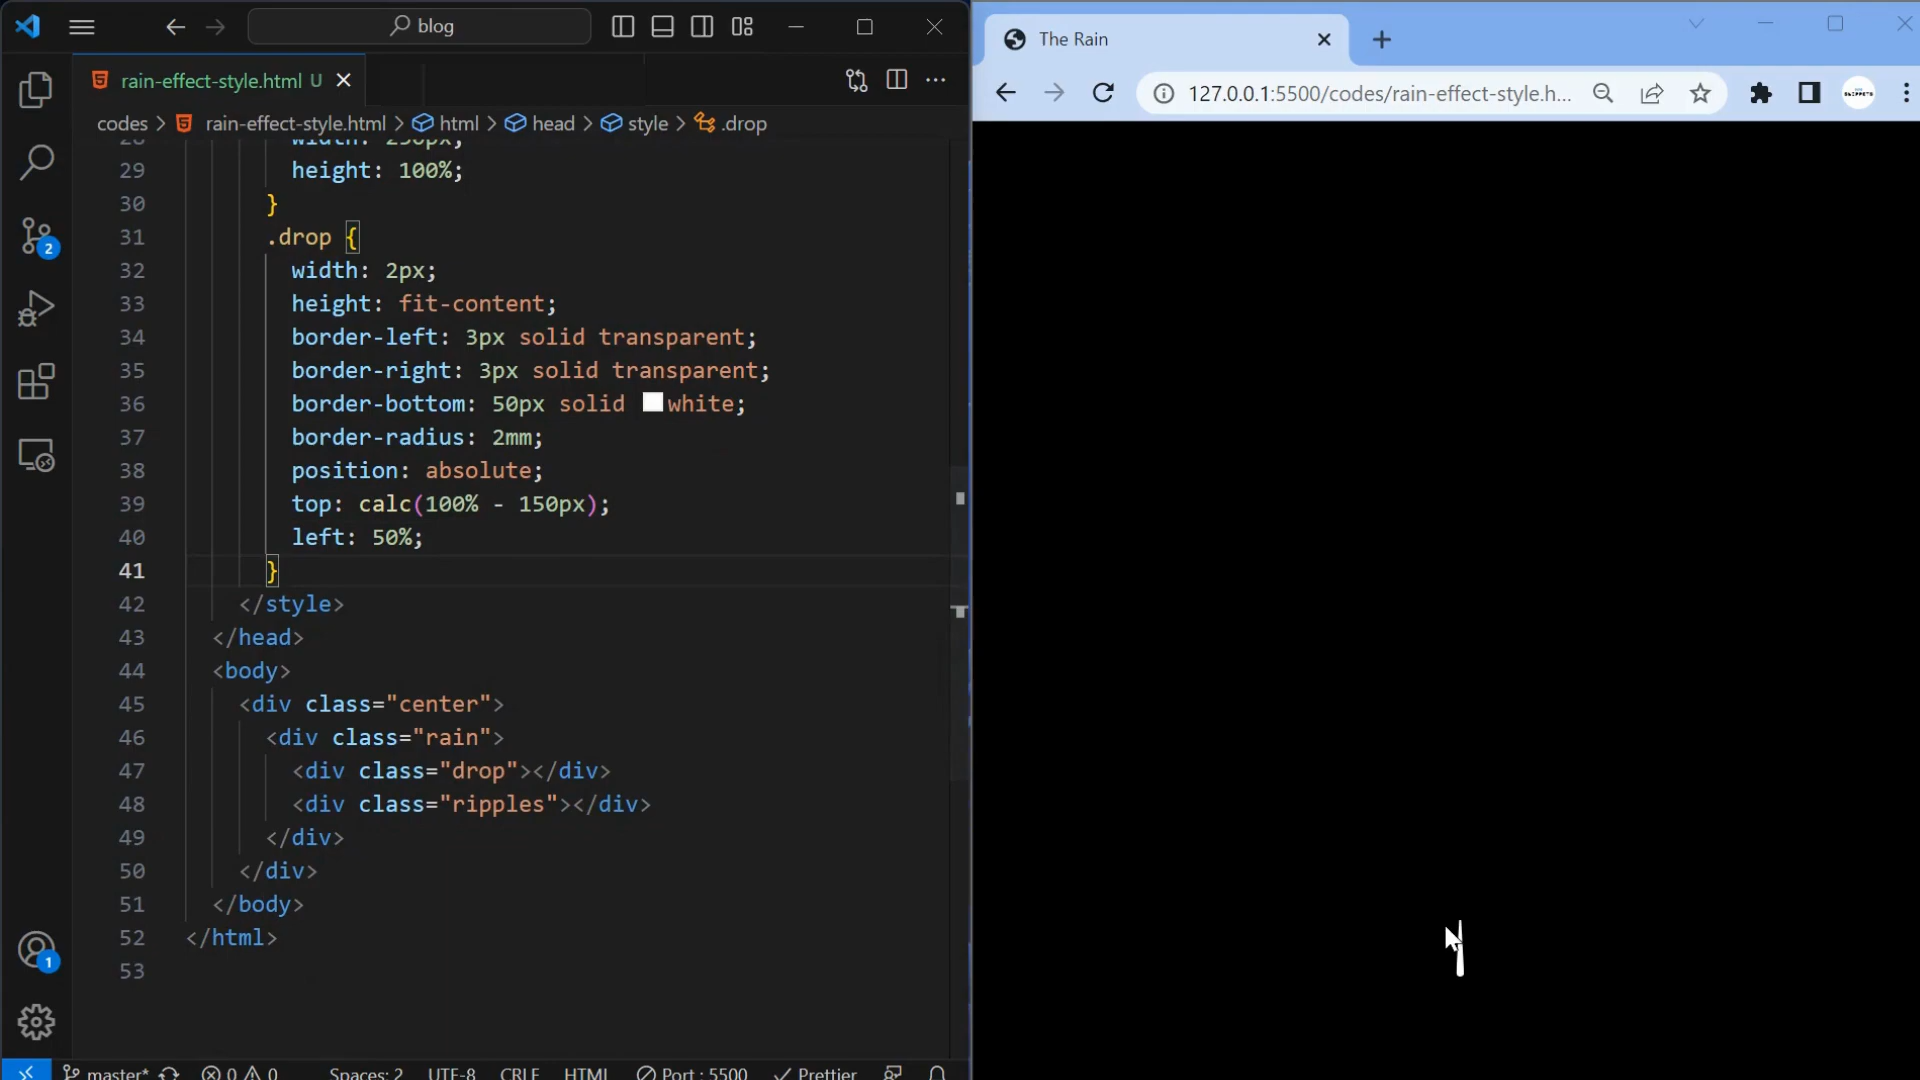 blog
The Rain
rain-effect-style.html U
127.0.0.1:5500/codes/rain-effect-style.h...
codes > rain-effect-style.html > html > head > style > .drop
29 height: 100%;
30 }
31 .drop {
32 width: 2px;
33 height: fit-content;
34 border-left: 3px solid transparent;
35 border-right: 3px solid transparent;
36 border-bottom: 50px solid white;
37 border-radius: 2mm;
38 position: absolute;
39 top: calc(100% - 150px);
40 left: 50%;
41 }
42 </style>
43 </head>
44 <body>
45 <div class="center">
46 <div class="rain">
47 <div class="drop"></div>
48 <div class="ripples"></div>
49 </div>
50 </div>
51 </body>
52 </html>
53
2
1
master* 0 0 Spaces: 2 UTF-8 CRLF HTML Port : 5500 Prettier